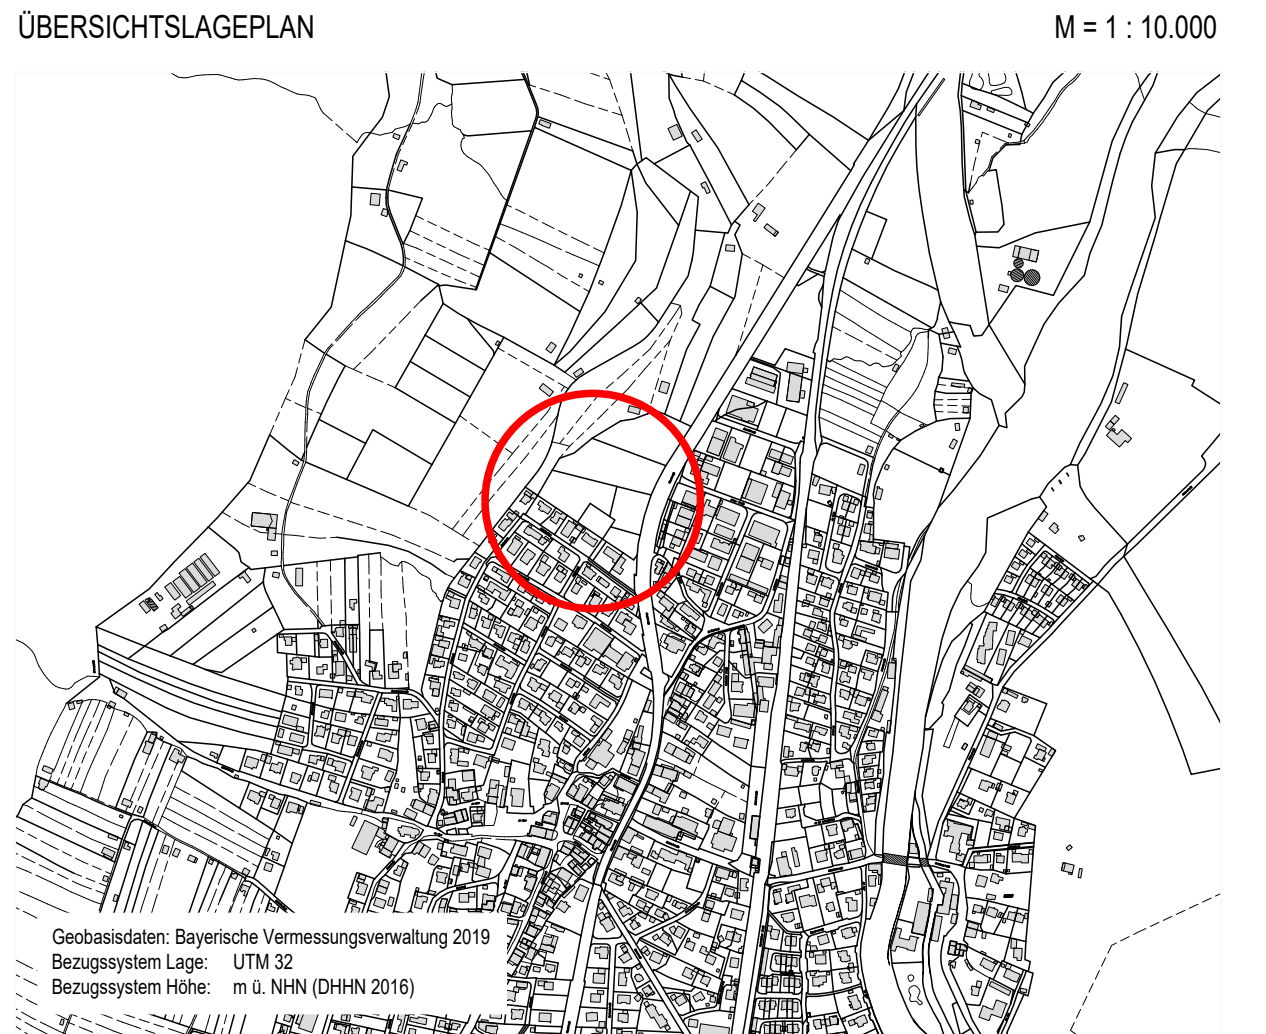 ÜBERSICHTSLAGEPLAN M = 1 : 10.000
Geobasisdaten: Bayerische Vermessungsverwaltung 2019
Bezugssystem Lage: UTM 32
Bezugssystem Höhe: m ü. NHN (DHHN 2016)